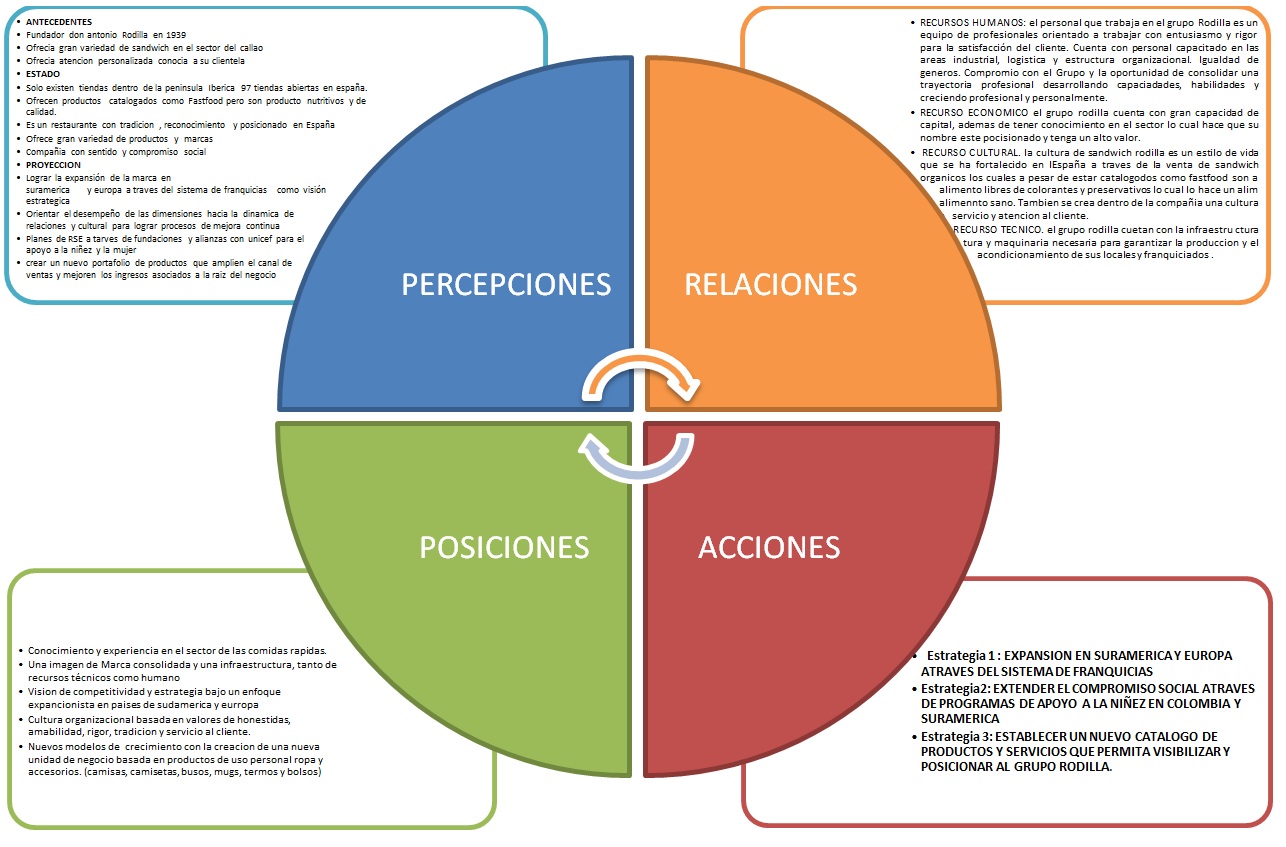 • ANTECEDENTES
• Fundador don antonio Rodilla en 1939
• Ofrecia gran variedad de sandwich en el sector del callao
• Ofrecia atencion personalizada conocia a su clientela
• ESTADO
• Solo existen tiendas dentro de la peninsula Iberica 97 tiendas abiertas en españa.
• Ofrecen productos catalogados como Fastfood pero son producto nutritivos y de
calidad.
• Es un restaurante con tradicion , reconocimiento y posicionado en España
• Ofrece gran variedad de productos y marcas
• Compañia con sentido y compromiso social
• PROYECCION
• Lograr la expansión de la marca en
suramerica y europa a traves del sistema de franquicias como visión
estrategica
• Orientar el desempeño de las dimensiones hacia la dinamica de
relaciones y cultural para lograr procesos de mejora continua
• Planes de RSE a tarves de fundaciones y alianzas con unicef para el
apoyo a la niñez y la mujer
• crear un nuevo portafolio de productos que amplien el canal de
ventas y mejoren los ingresos asociados a la raiz del negocio
• RECURSOS HUMANOS: el personal que trabaja en el grupo Rodilla es un
equipo de profesionales orientado a trabajar con entusiasmo y rigor
para la satisfacción del cliente. Cuenta con personal capacitado en las
areas industrial, logistica y estructura organizacional. Igualdad de
generos. Compromio con el Grupo y la oportunidad de consolidar una
trayectoria profesional desarrollando capaciadades, habilidades y
creciendo profesional y personalmente.
• RECURSO ECONOMICO el grupo rodilla cuenta con gran capacidad de
capital, ademas de tener conocimiento en el sector lo cual hace que su
nombre este pocisionado y tenga un alto valor.
• RECURSO CULTURAL. la cultura de sandwich rodilla es un estilo de vida
que se ha fortalecido en lEspaña a traves de la venta de sandwich
organicos los cuales a pesar de estar catalogodos como fastfood son a
alimento libres de colorantes y preservativos lo cual lo hace un alim
alimennto sano. Tambien se crea dentro de la compañia una cultura
servicio y atencion al cliente.
RECURSO TECNICO. el grupo rodilla cuetan con la infraestru ctura
tura y maquinaria necesaria para garantizar la produccion y el
acondicionamiento de sus locales y franquiciados .
PERCEPCIONES
RELACIONES
POSICIONES
ACCIONES
• Conocimiento y experiencia en el sector de las comidas rapidas.
• Una imagen de Marca consolidada y una infraestructura, tanto de
recursos técnicos como humano
• Vision de competitividad y estrategia bajo un enfoque
expancionista en paises de sudamerica y eurropa
• Cultura organizacional basada en valores de honestidas,
amabilidad, rigor, tradicion y servicio al cliente.
• Nuevos modelos de crecimiento con la creacion de una nueva
unidad de negocio basada en productos de uso personal ropa y
accesorios. (camisas, camisetas, busos, mugs, termos y bolsos)
• Estrategia 1 : EXPANSION EN SURAMERICA Y EUROPA
ATRAVES DEL SISTEMA DE FRANQUICIAS
• Estrategia2: EXTENDER EL COMPROMISO SOCIAL ATRAVES
DE PROGRAMAS DE APOYO A LA NIÑEZ EN COLOMBIA Y
SURAMERICA
• Estrategia 3: ESTABLECER UN NUEVO CATALOGO DE
PRODUCTOS Y SERVICIOS QUE PERMITA VISIBILIZAR Y
POSICIONAR AL GRUPO RODILLA.